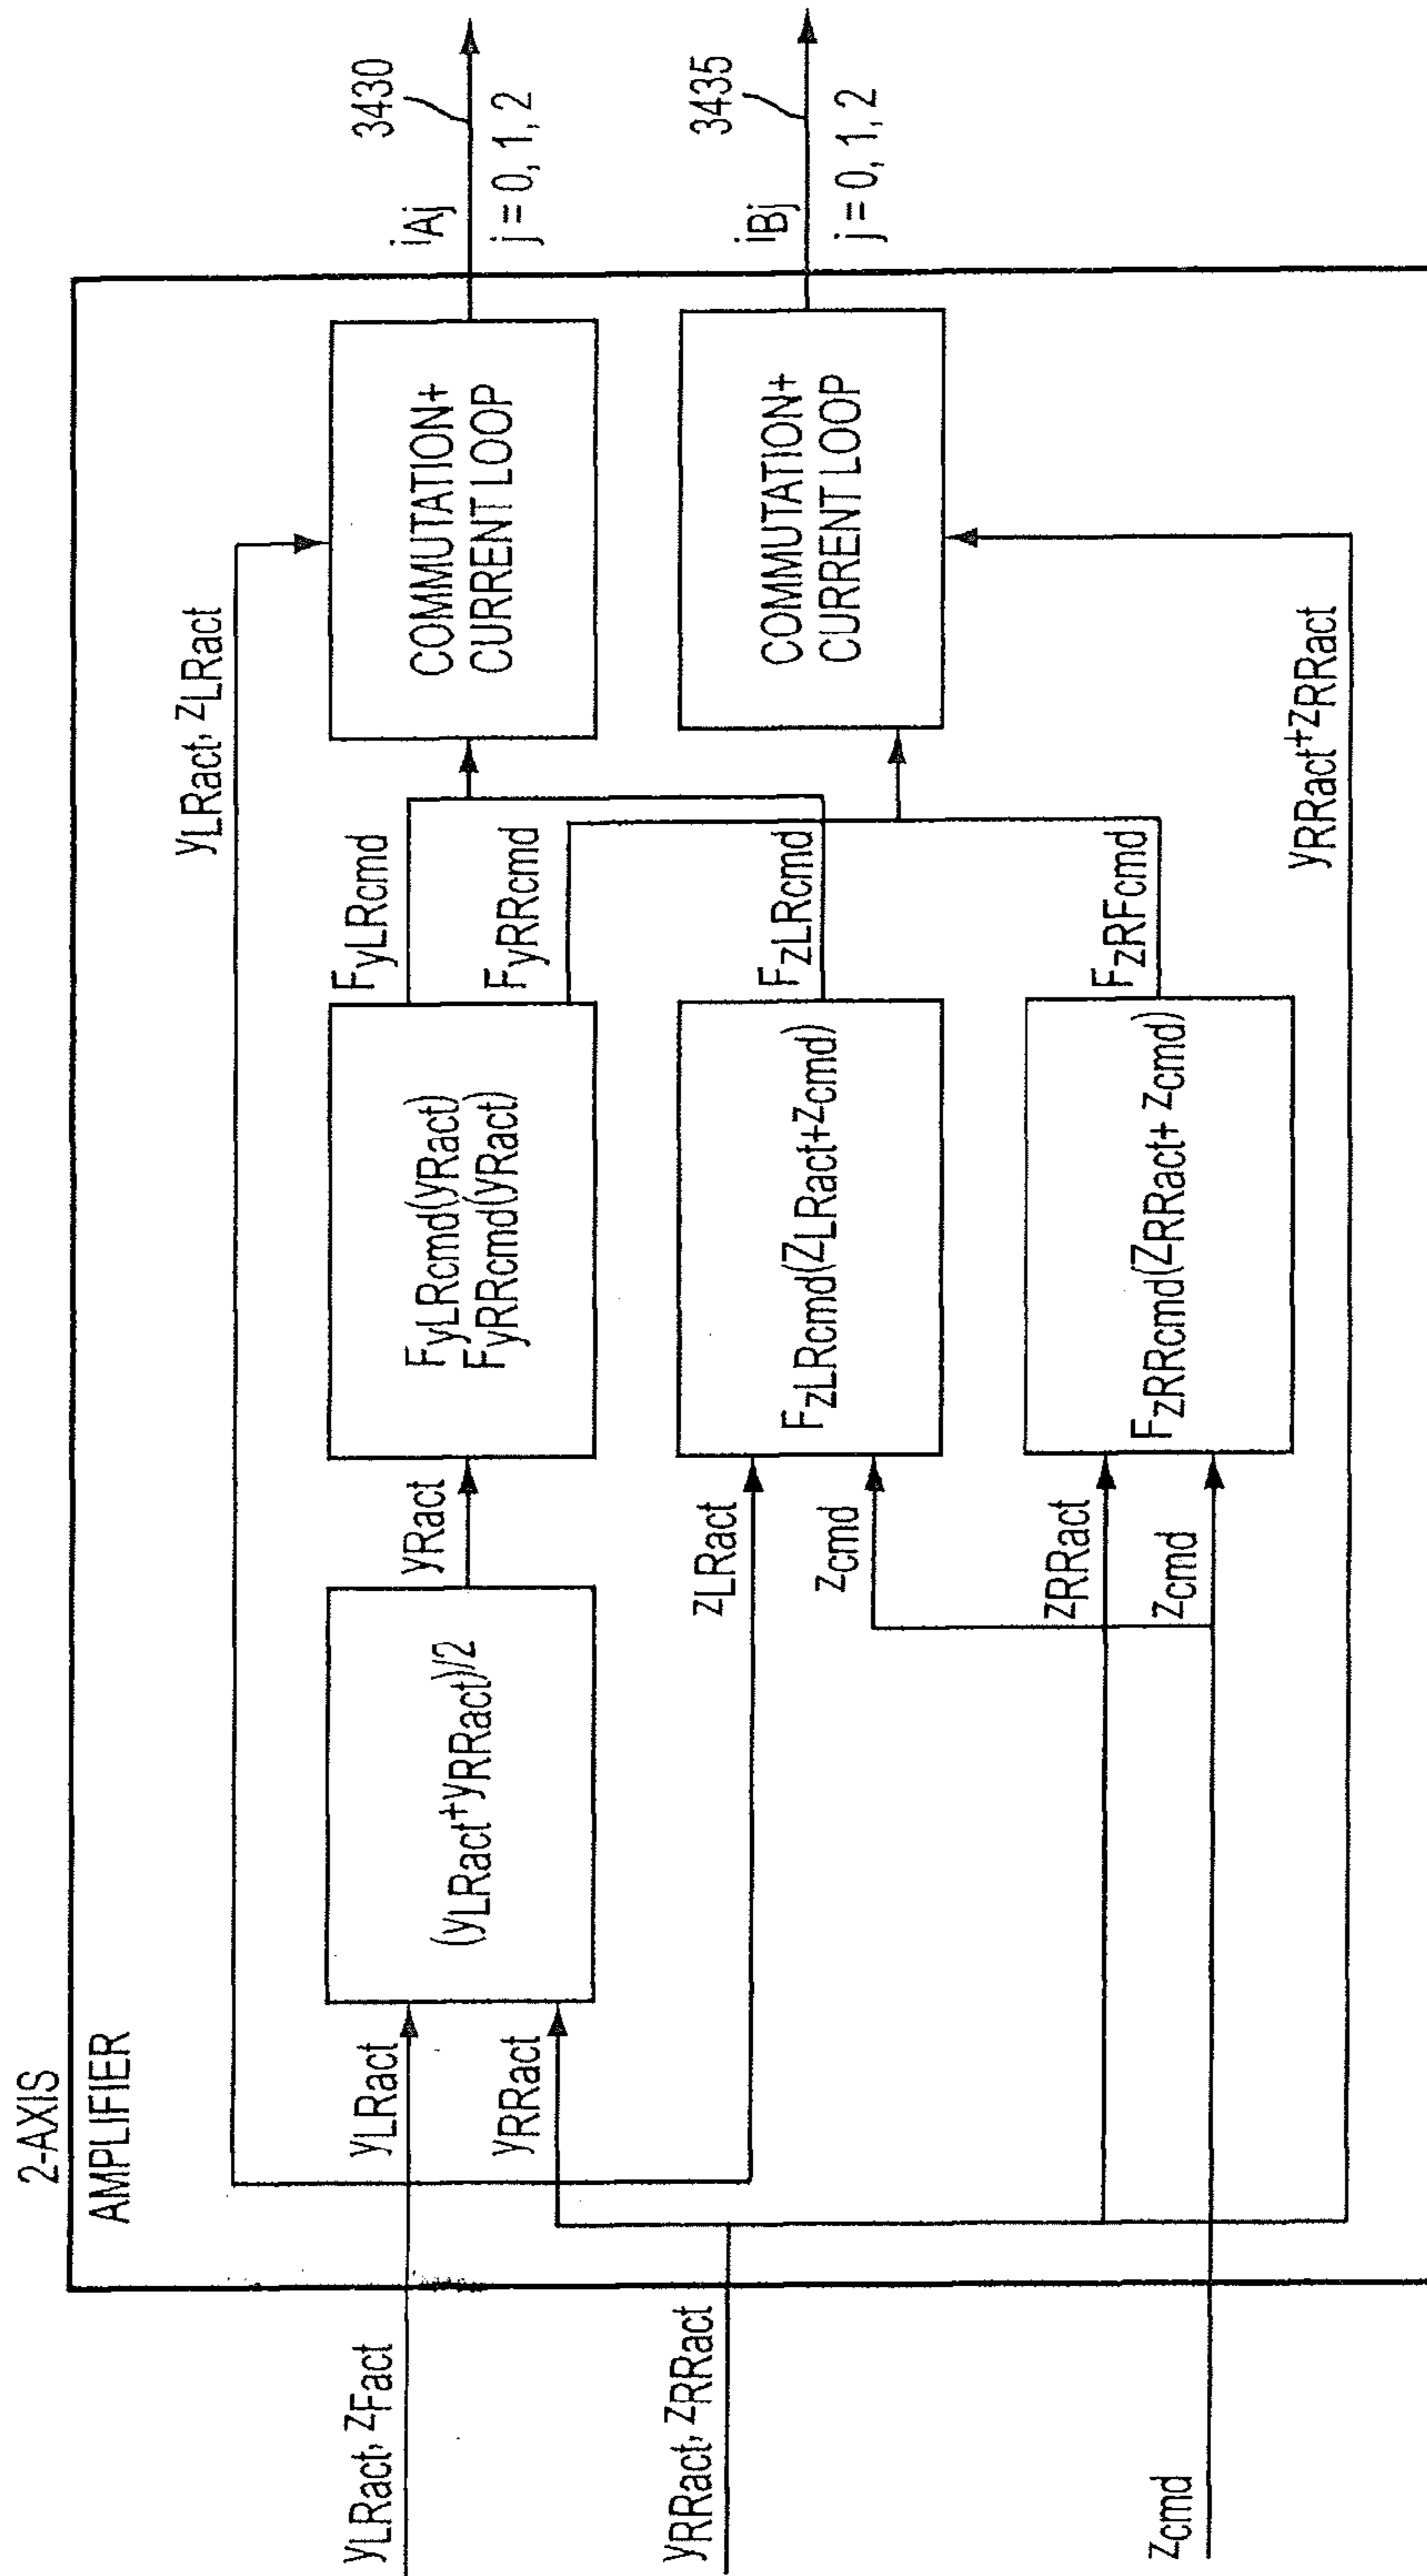 2-AXIS
AMPLIFIER
yLRact, zFact
yRRact, zRRact
zcmd
yLRact
yRRact
(yLRact+yRRact)/2
yRact
FyLRcmd(yRact)
FyRRcmd(yRact)
FyLRcmd
FyRRcmd
zLRact
zcmd
FzLRcmd(ZLRact+zcmd)
FzLRcmd
zRRact
zcmd
FzRRcmd(ZRRact+ zcmd)
FzRFcmd
yLRact, zLRact
COMMUTATION+
CURRENT LOOP
COMMUTATION+
CURRENT LOOP
yRRact+zRRact
iAj
j = 0, 1, 2
3430
iBj
j = 0, 1, 2
3435